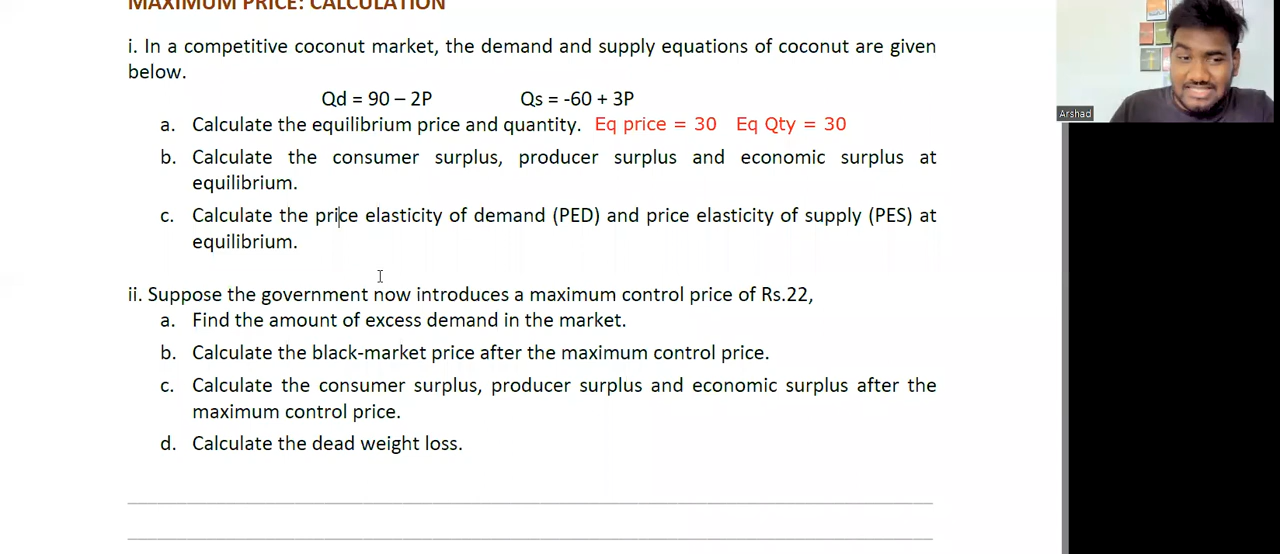 MAXIMUM PRICE: CALCULATION
i. In a competitive coconut market, the demand and supply equations of coconut are given
below.
Qd = 90 – 2P Qs = -60 + 3P
a. Calculate the equilibrium price and quantity. Eq price = 30 Eq Qty = 30
b. Calculate the consumer surplus, producer surplus and economic surplus at
equilibrium.
c. Calculate the price elasticity of demand (PED) and price elasticity of supply (PES) at
equilibrium.
ii. Suppose the government now introduces a maximum control price of Rs.22,
a. Find the amount of excess demand in the market.
b. Calculate the black-market price after the maximum control price.
c. Calculate the consumer surplus, producer surplus and economic surplus after the
maximum control price.
d. Calculate the dead weight loss.
Arshad